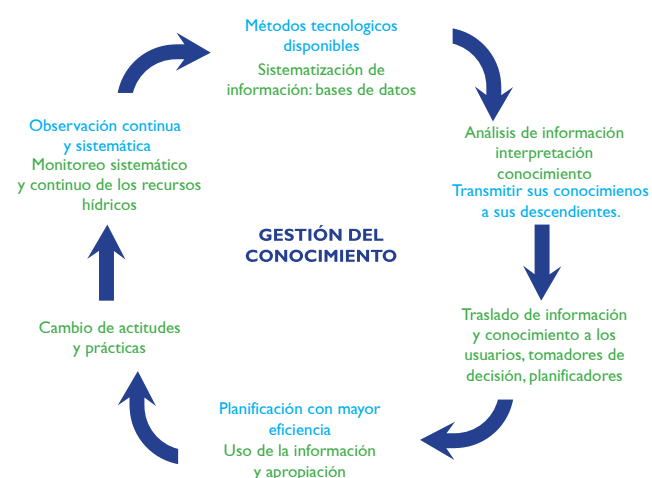 Métodos tecnologicos
disponibles
Sistematización de
información: bases de datos
Análisis de información
interpretación
conocimiento
Transmitir sus conocimienos
a sus descendientes.
Traslado de información
y conocimiento a los
usuarios, tomadores de
decisión, planificadores
Planificación con mayor
eficiencia
Uso de la información
y apropiación
Cambio de actitudes
y prácticas
Observación continua
y sistemática
Monitoreo sistemático
y continuo de los recursos
hídricos
GESTIÓN DEL
CONOCIMIENTO